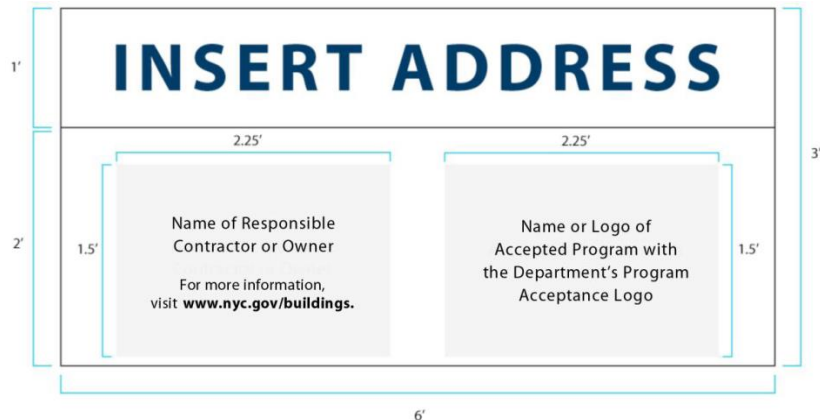 INSERT ADDRESS
1'
3'
2.25'
2.25'
2'
1.5'
Name of Responsible
Contractor or Owner
For more information,
visit www.nyc.gov/buildings.
Name or Logo of
Accepted Program with
the Department's Program
Acceptance Logo
1.5'
6'